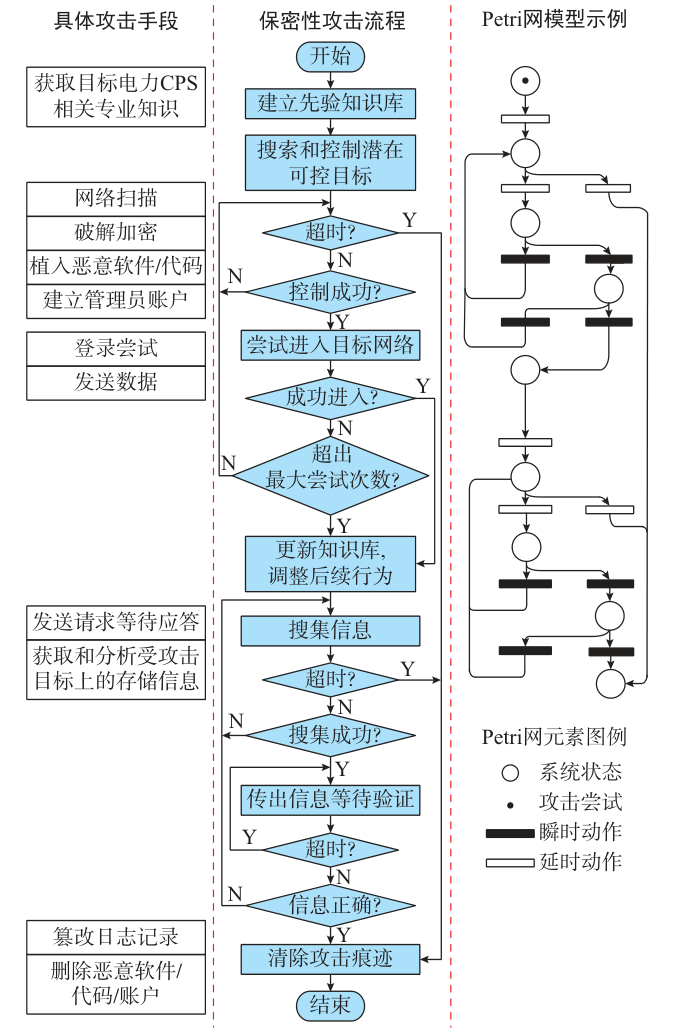 具体攻击手段
获取目标电力CPS
相关专业知识
网络扫描
破解加密
植入恶意软件/代码
建立管理员账户
登录尝试
发送数据
发送请求等待应答
获取和分析受攻击
目标上的存储信息
篡改日志记录
删除恶意软件/
代码/账户
保密性攻击流程
开始
建立先验知识库
搜索和控制潜在
可控目标
超时?
Y
N
控制成功?
N
Y
尝试进入目标网络
成功进入?
Y
N
超出
最大尝试次数?
N
Y
更新知识库,
调整后续行为
搜集信息
超时?
Y
N
搜集成功?
N
Y
传出信息等待验证
超时?
Y
N
信息正确?
N
Y
清除攻击痕迹
结束
Petri网模型示例
Petri网元素图例
系统状态
攻击尝试
瞬时动作
延时动作